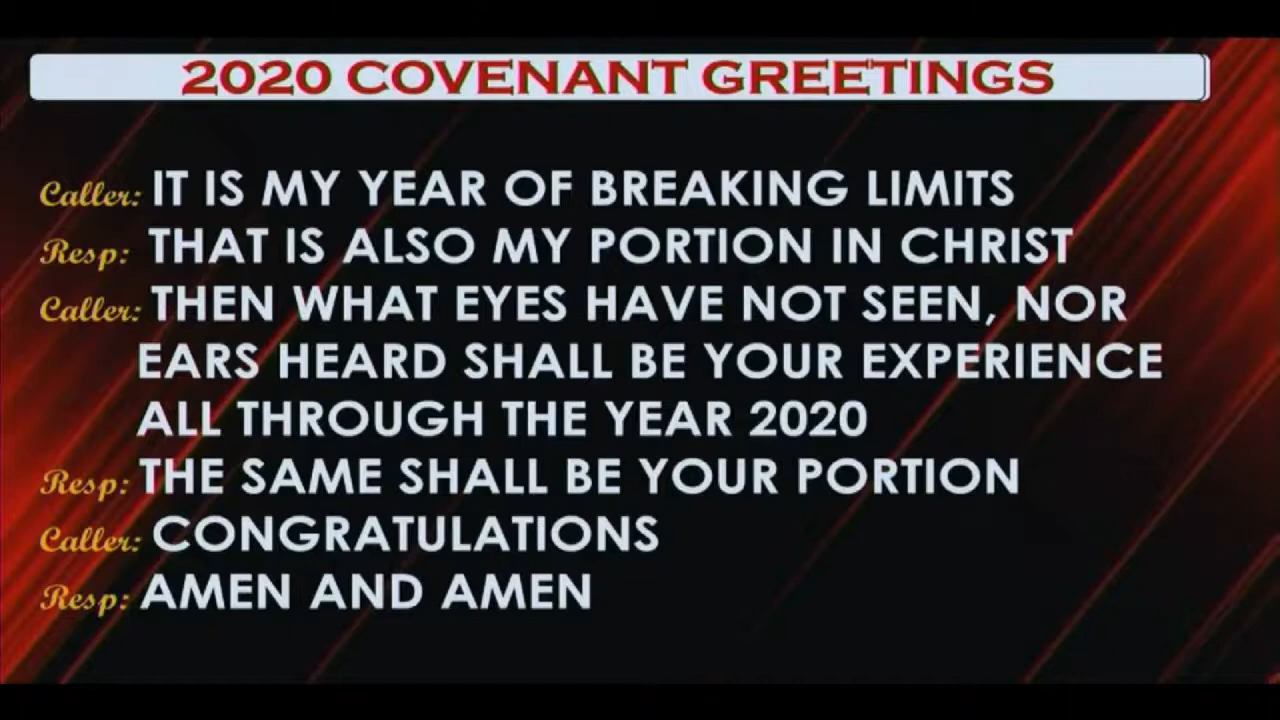 2020 COVENANT GREETINGS
Caller: IT IS MY YEAR OF BREAKING LIMITS
Resp: THAT IS ALSO MY PORTION IN CHRIST
Caller: THEN WHAT EYES HAVE NOT SEEN, NOR
EARS HEARD SHALL BE YOUR EXPERIENCE
ALL THROUGH THE YEAR 2020
Resp: THE SAME SHALL BE YOUR PORTION
Caller: CONGRATULATIONS
Resp: AMEN AND AMEN